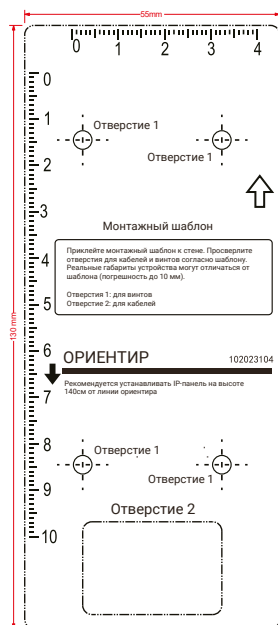 55mm
0 1 2 3 4
0
1
Отверстие 1
Отверстие 1
2
3
Монтажный шаблон
4
Приклейте монтажный шаблон к стене. Просверлите
отверстия для кабелей и винтов согласно шаблону.
Реальные габариты устройства могут отличаться от
шаблона (погрешность до 10 мм).
Отверстия 1: для винтов
Отверстие 2: для кабелей
5
130 mm
6
ОРИЕНТИР 102023104
7
Рекомендуется устанавливать IP-панель на высоте
140см от линии ориентира
8
Отверстие 1
Отверстие 1
9
Отверстие 2
10